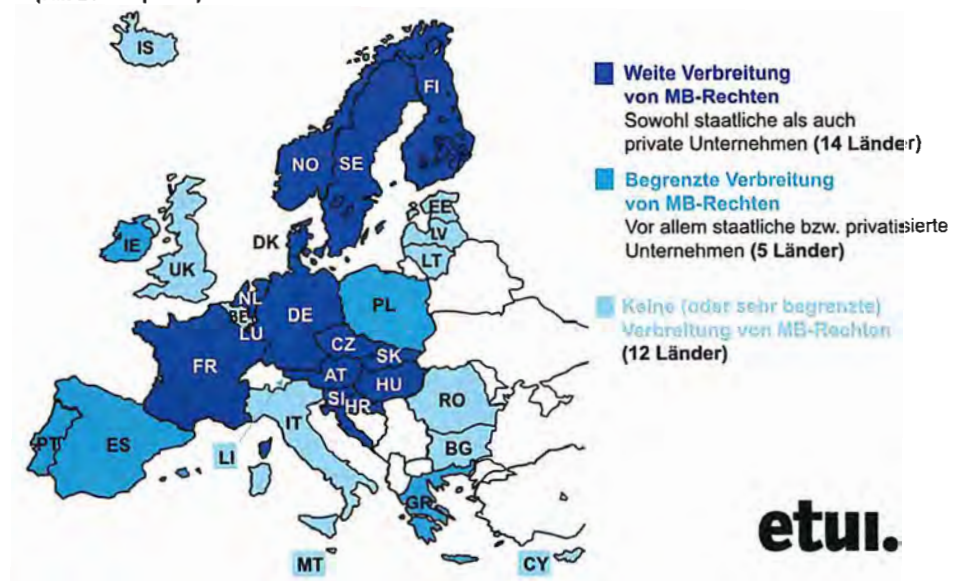 IS
FI
NO
SE
EE
LV
DK
LT
IE
UK
NL
BE
DE
PL
LU
CZ
SK
FR
AT
HU
SI
HR
RO
IT
PT
ES
BG
LI
GR
MT
CY
Weite Verbreitung
von MB-Rechten
Sowohl staatliche als auch
private Unternehmen (14 Länder)
Begrenzte Verbreitung
von MB-Rechten
Vor allem staatliche bzw. privatisierte
Unternehmen (5 Länder)
Keine (oder sehr begrenzte)
Verbreitung von MB-Rechten
(12 Länder)
etui.